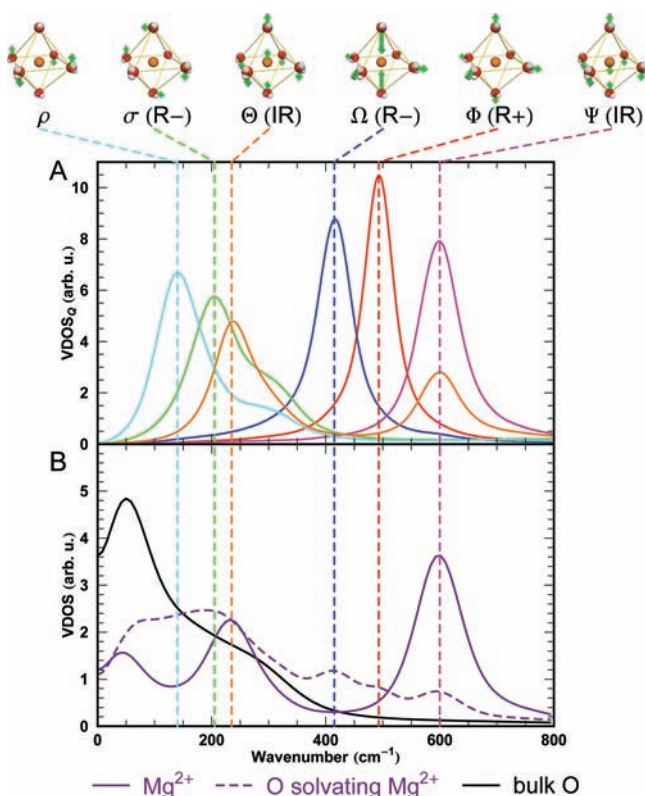 ρ σ (R−) Θ (IR) Ω (R−) Φ (R+) Ψ (IR)
A
10
8
6
4
2
0
VDOS_Q (arb. u.)
B
5
4
3
2
1
0
VDOS (arb. u.)
0 200 400 600 800
Wavenumber (cm⁻¹)
Mg²⁺ O solvating Mg²⁺ bulk O